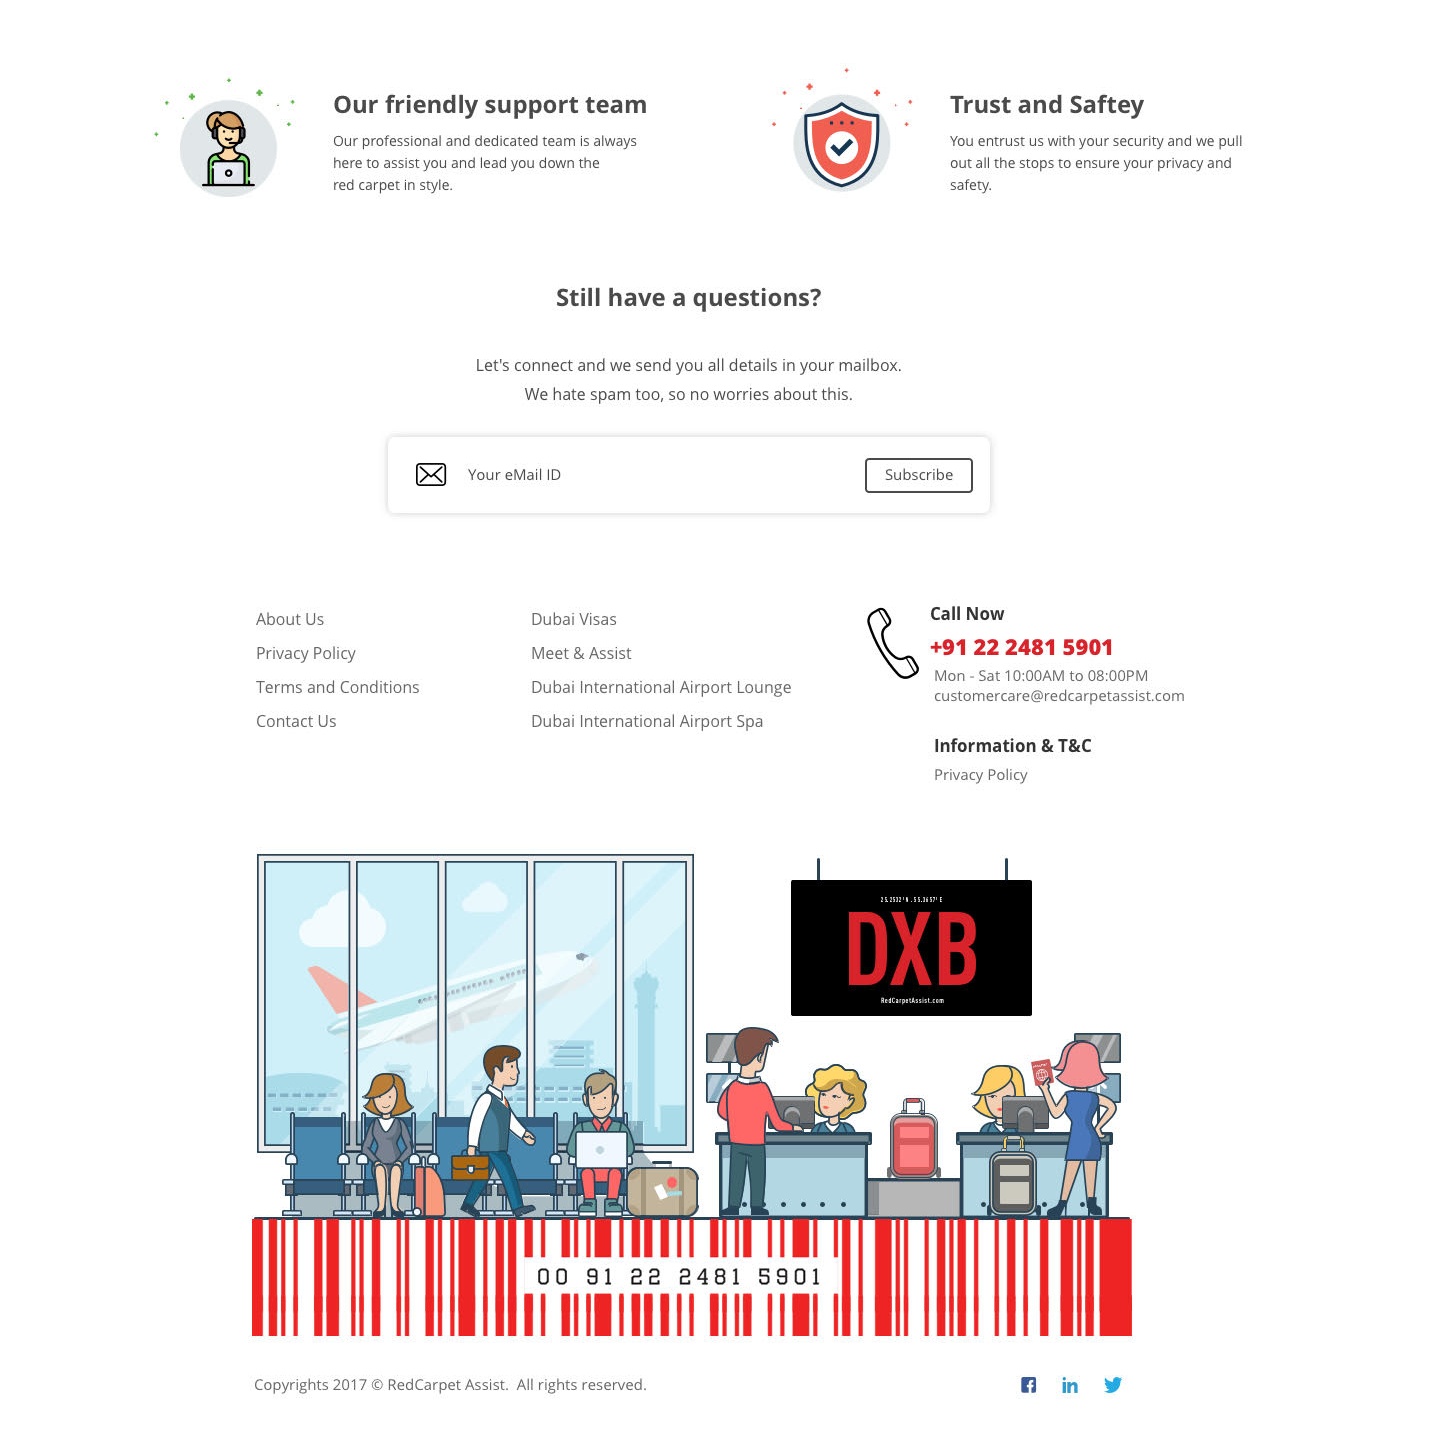 Our friendly support team
Our professional and dedicated team is always
here to assist you and lead you down the
red carpet in style.
Trust and Saftey
You entrust us with your security and we pull
out all the stops to ensure your privacy and
safety.
Still have a questions?
Let's connect and we send you all details in your mailbox.
We hate spam too, so no worries about this.
Your eMail ID
Subscribe
About Us
Privacy Policy
Terms and Conditions
Contact Us
Dubai Visas
Meet & Assist
Dubai International Airport Lounge
Dubai International Airport Spa
Call Now
+91 22 2481 5901
Mon - Sat 10:00AM to 08:00PM
customercare@redcarpetassist.com
Information & T&C
Privacy Policy
DXB
RedCarpetAssist.com
00 91 22 2481 5901
Copyrights 2017 © RedCarpet Assist. All rights reserved.